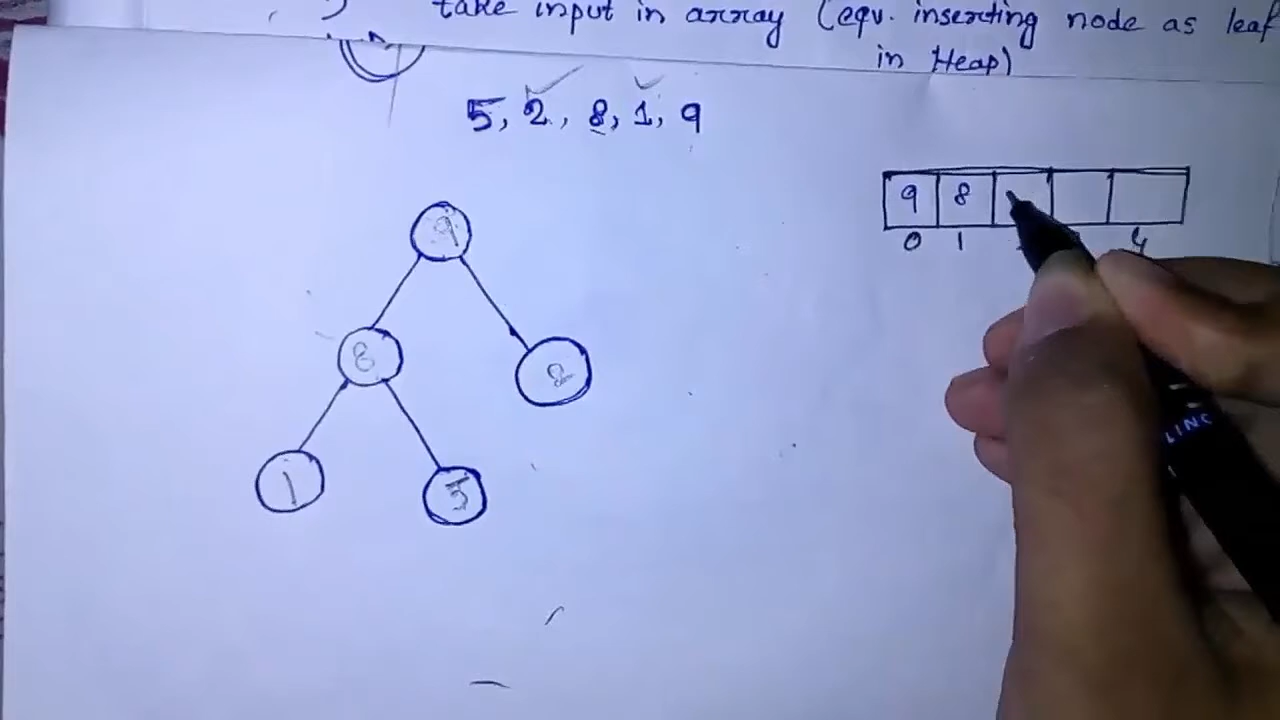 take input in array (eqv. inserting node as leaf
in Heap)
5, 2, 8, 1, 9
9 8
0 1 4
9
8
1 5
LINC